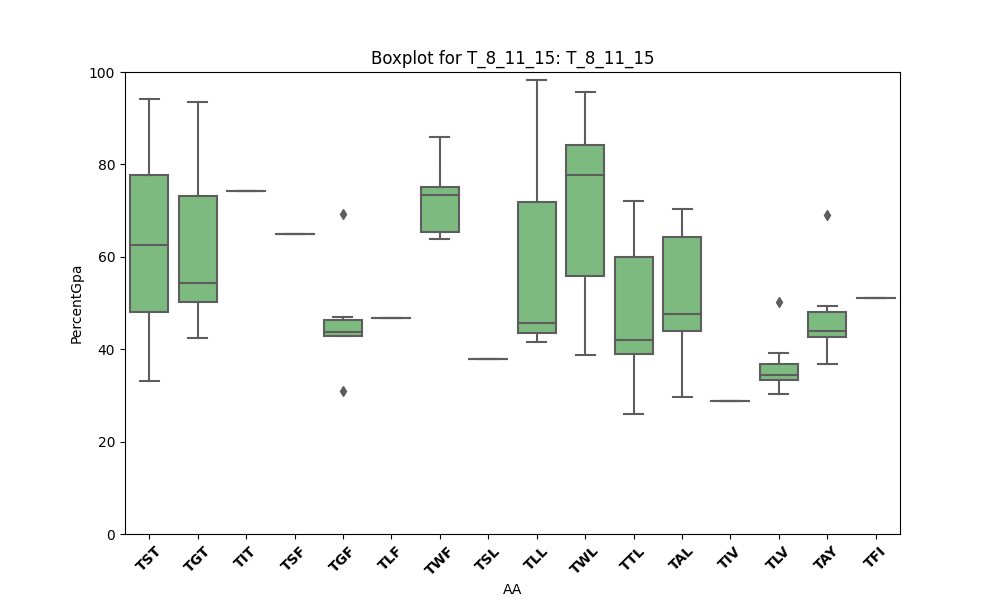 Boxplot for T_8_11_15: T_8_11_15
100
80
60
40
20
0
PercentGpa
TST TGT TIT TSF TGF TLF TWF TSL TLL TWL TTL TAL TIV TLV TAY TFI
AA